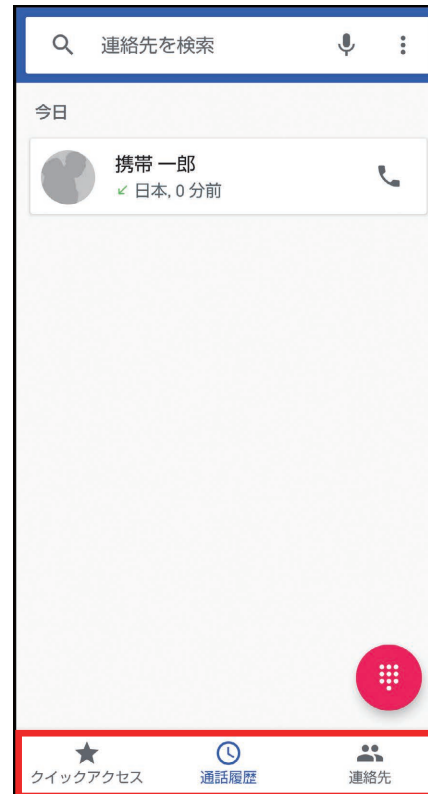 連絡先を検索
今日
携帯 一郎
日本, 0 分前
クイックアクセス
通話履歴
連絡先